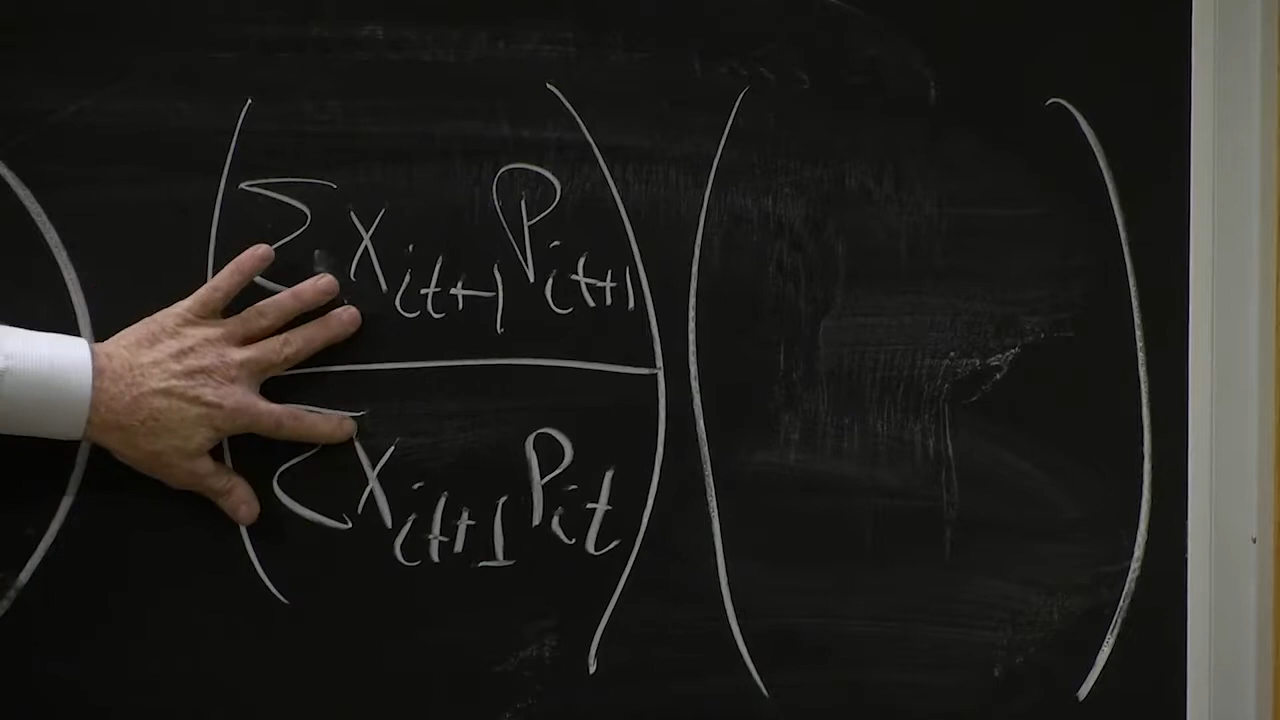 ( Σ X_{it+1} P_{it+1} ) (      )
( Σ X_{it+1} P_{it} )